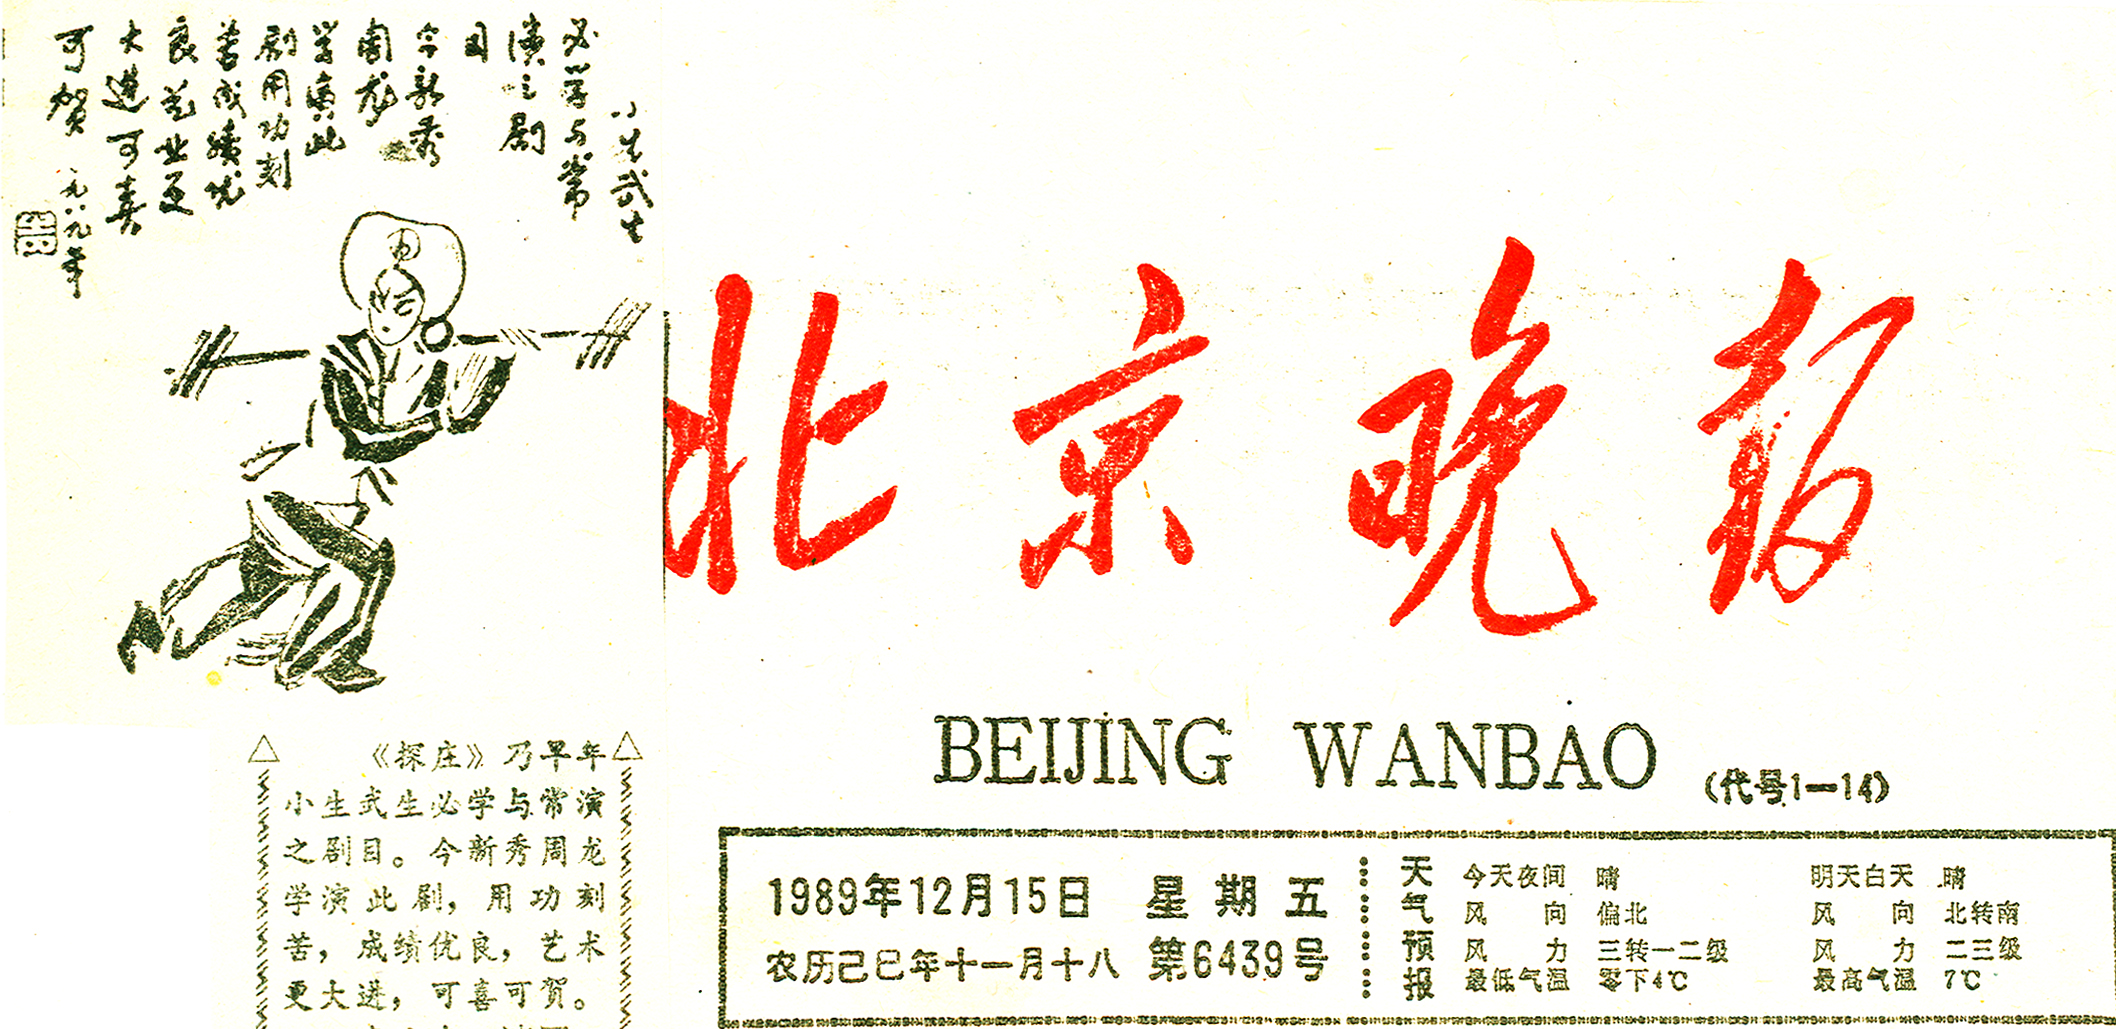 小生武生
必学与常
演之剧
目
今新秀
周龙
学演此
剧用功刻
苦成绩优
良艺业更
大进可喜
可贺
一九八九年
《探庄》乃早年
小生武生必学与常演
之剧目。今新秀周龙
学演此剧，用功刻
苦，成绩优良，艺术
更大进，可喜可贺。
北京晚报
BEIJING WANBAO
(代号1—14)
1989年12月15日 星期五
农历己巳年十一月十八 第6439号
天气预报
今天夜间 晴
风向 偏北
风力 三转一二级
最低气温 零下4℃
明天白天 晴
风向 北转南
风力 二三级
最高气温 7℃